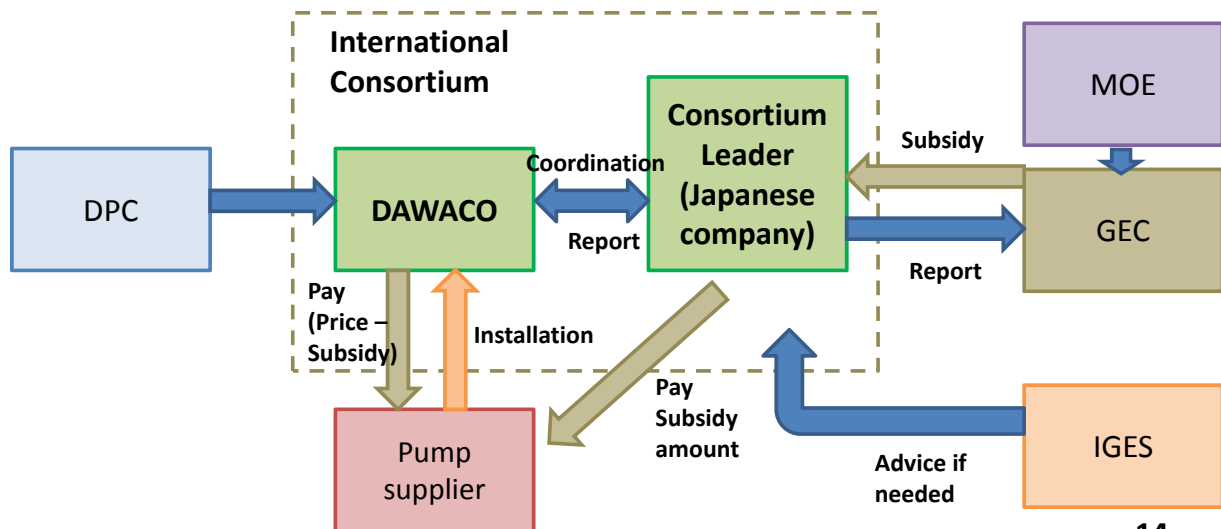 International
Consortium
MOE
Consortium
Leader
(Japanese
company)
Subsidy
Coordination
DPC
DAWACO
GEC
Report
Report
Pay
(Price –
Subsidy)
Installation
Pay
Subsidy
amount
Pump
supplier
Advice if
needed
IGES
14